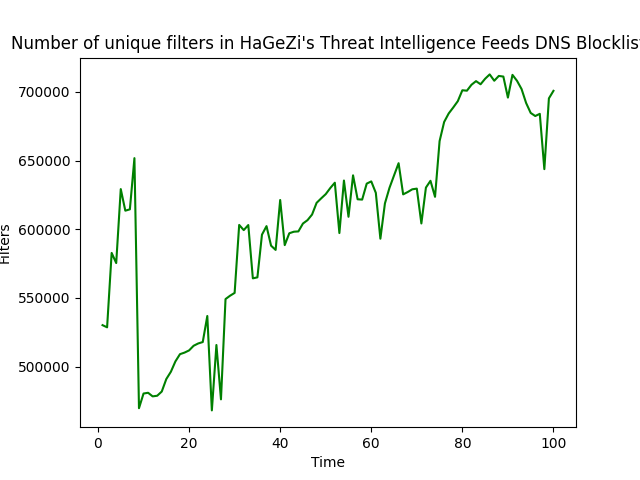 Number of unique filters in HaGeZi's Threat Intelligence Feeds DNS Blocklis
700000
650000
600000
550000
500000
Filters
0 20 40 60 80 100
Time